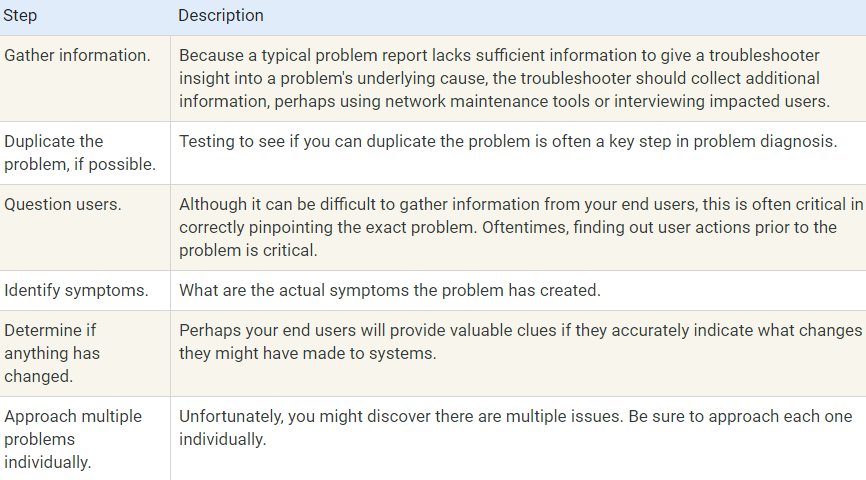 Step Description
Gather information. Because a typical problem report lacks sufficient information to give a troubleshooter
insight into a problem's underlying cause, the troubleshooter should collect additional
information, perhaps using network maintenance tools or interviewing impacted users.
Duplicate the
problem, if possible.
Testing to see if you can duplicate the problem is often a key step in problem diagnosis.
Question users.
Although it can be difficult to gather information from your end users, this is often critical in
correctly pinpointing the exact problem. Oftentimes, finding out user actions prior to the
problem is critical.
Identify symptoms.
What are the actual symptoms the problem has created.
Determine if
anything has
changed.
Perhaps your end users will provide valuable clues if they accurately indicate what changes
they might have made to systems.
Approach multiple
problems
individually.
Unfortunately, you might discover there are multiple issues. Be sure to approach each one
individually.